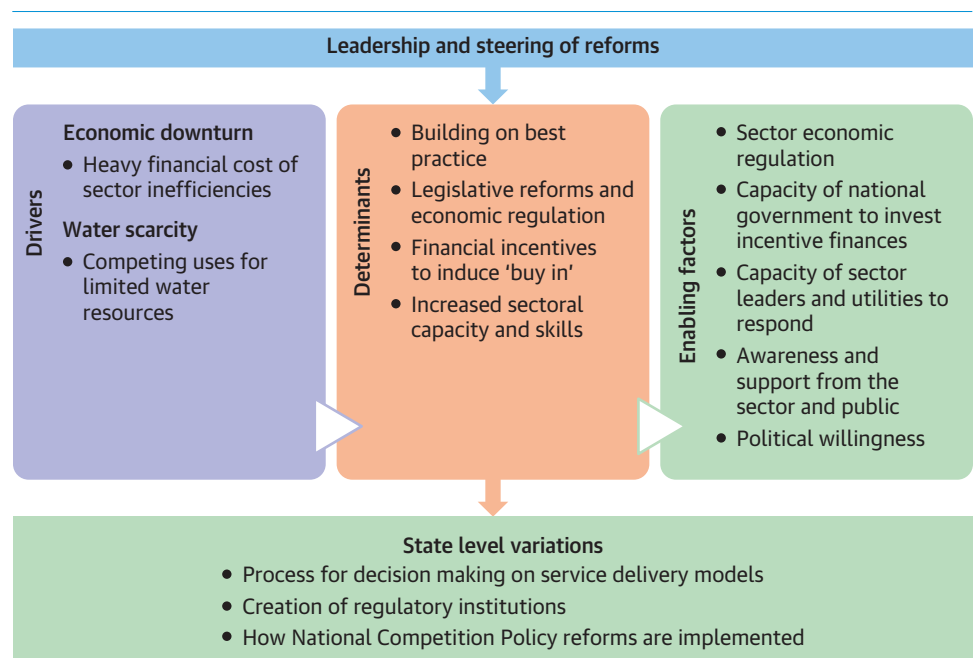 Leadership and steering of reforms
Drivers
Economic downturn
• Heavy financial cost of
sector inefficiencies
Water scarcity
• Competing uses for
limited water
resources
Determinants
• Building on best
practice
• Legislative reforms and
economic regulation
• Financial incentives
to induce ‘buy in’
• Increased sectoral
capacity and skills
Enabling factors
• Sector economic
regulation
• Capacity of national
government to invest
incentive finances
• Capacity of sector
leaders and utilities to
respond
• Awareness and
support from the
sector and public
• Political willingness
State level variations
• Process for decision making on service delivery models
• Creation of regulatory institutions
• How National Competition Policy reforms are implemented